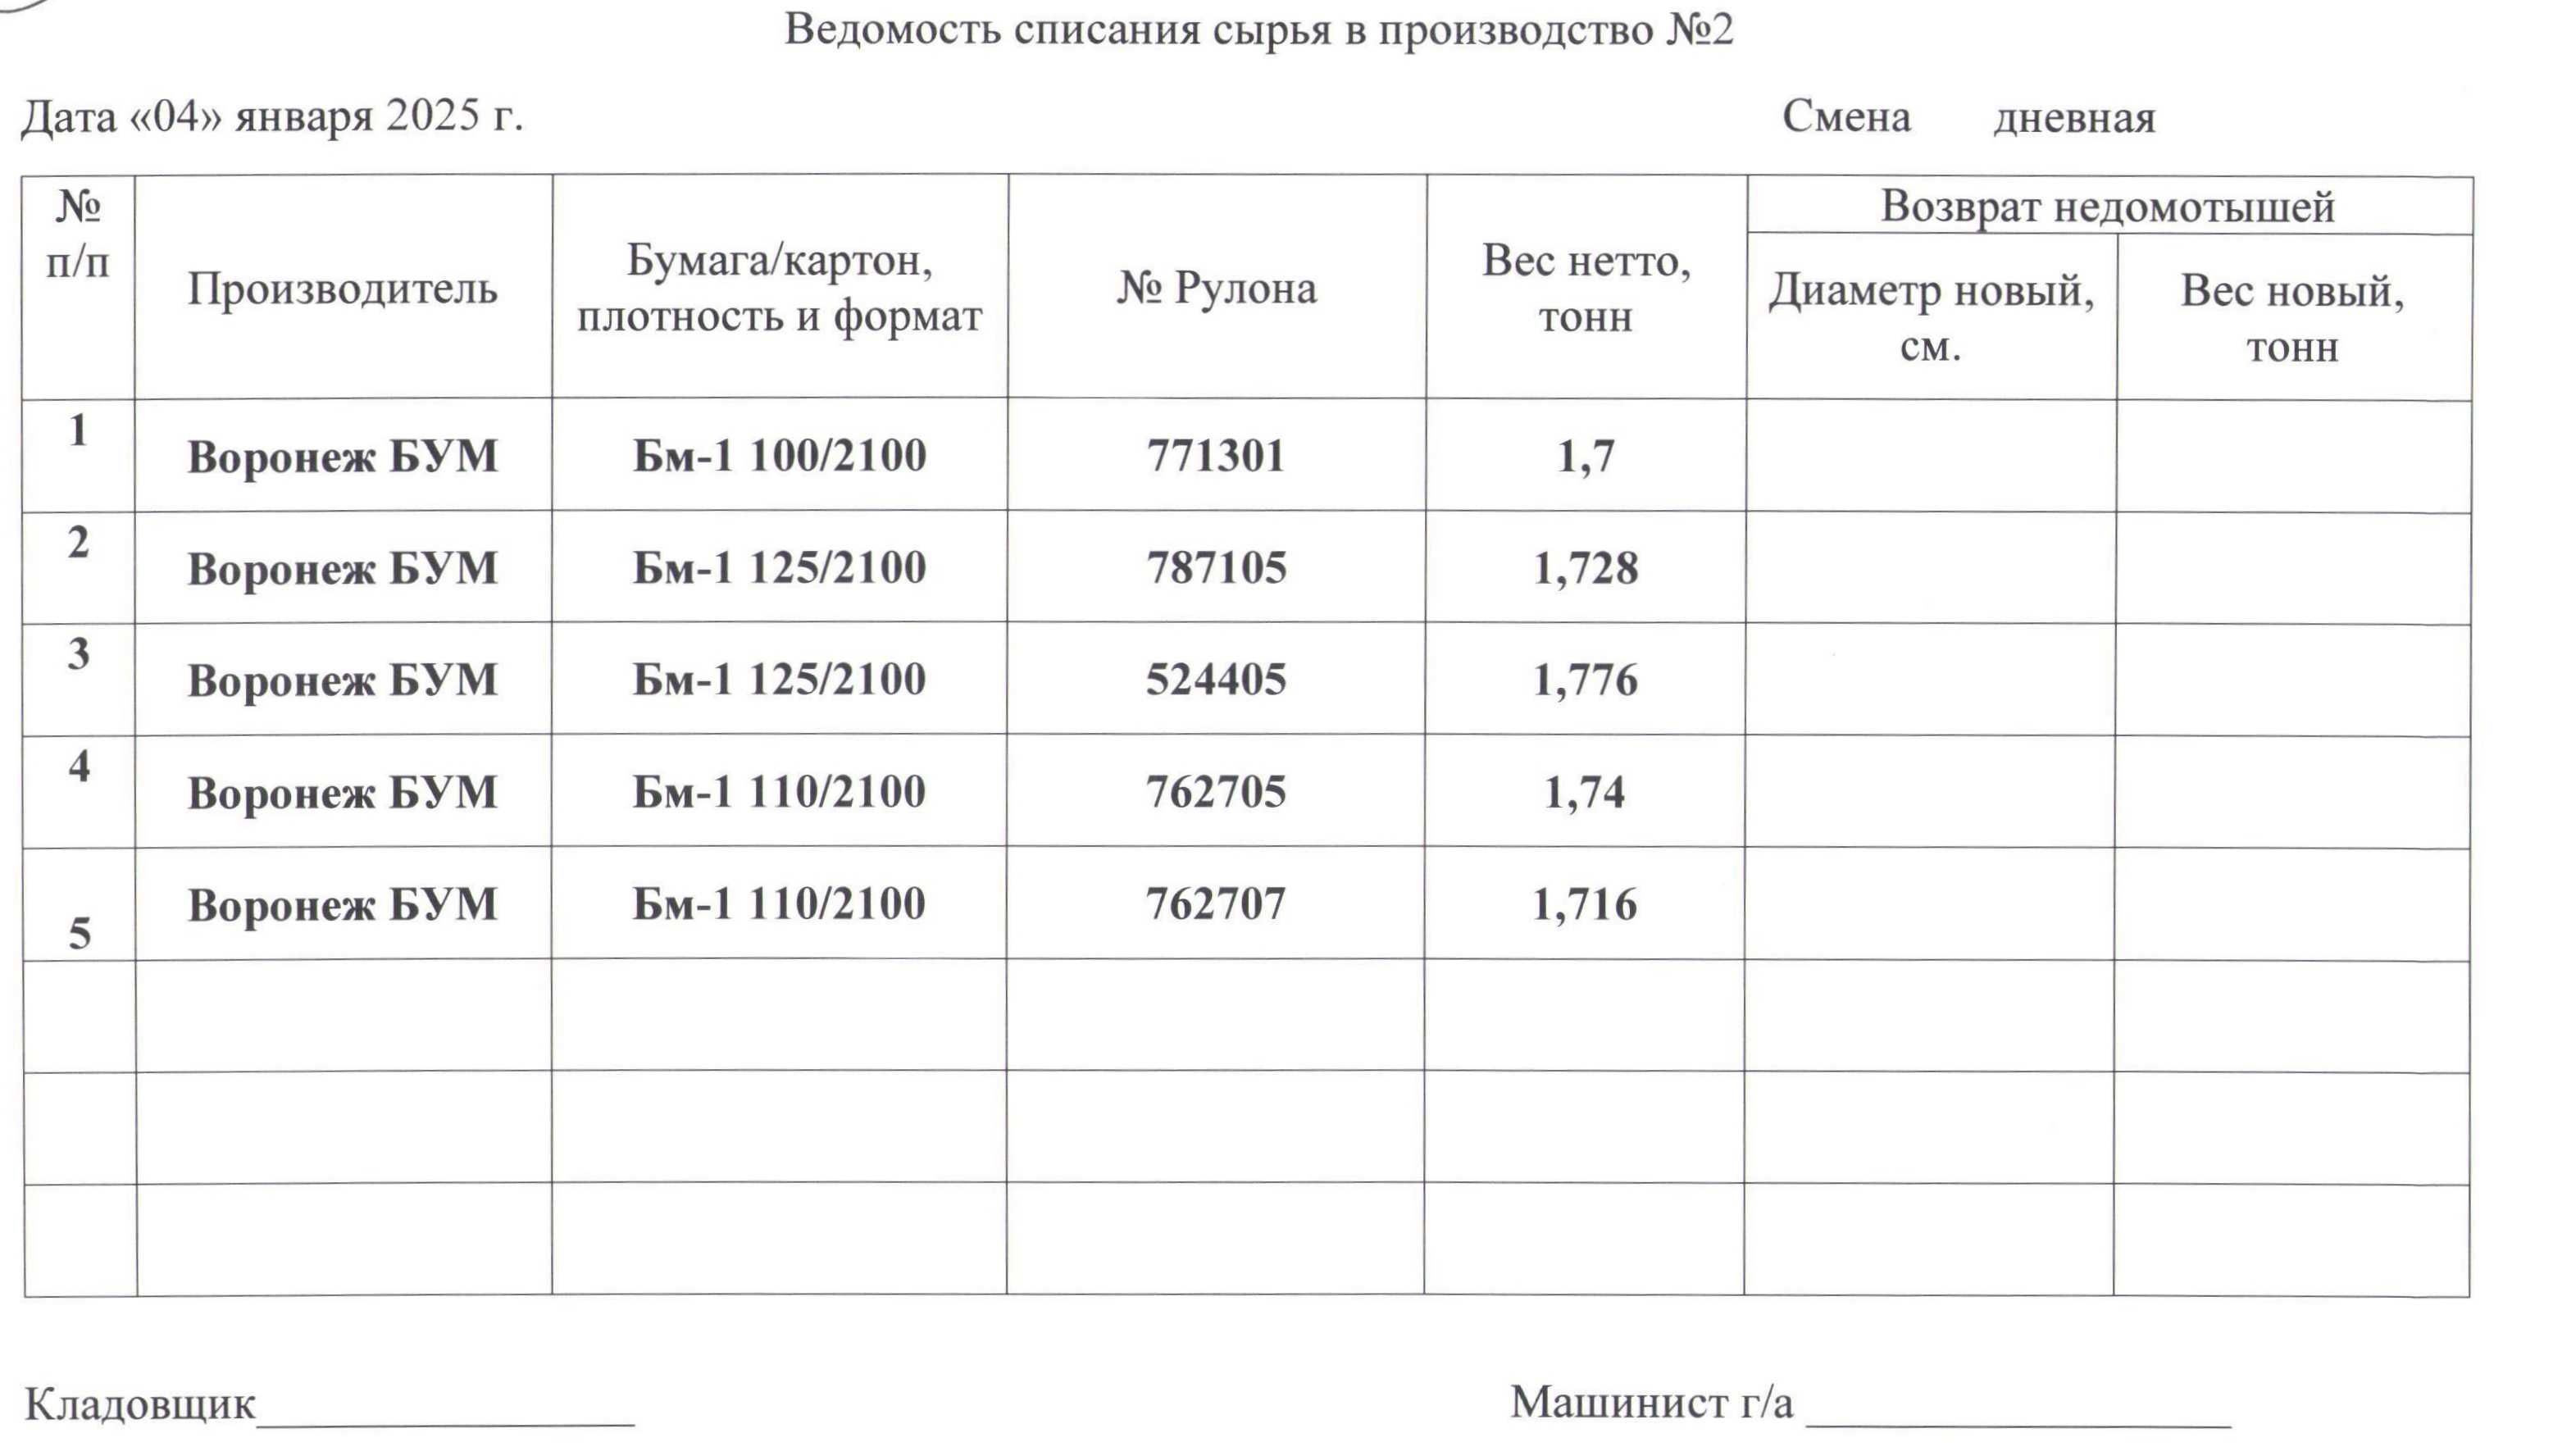 Ведомость списания сырья в производство №2
Дата «04» января 2025 г. Смена дневная
№ п/п
Производитель
Бумага/картон,
плотность и формат
№ Рулона
Вес нетто,
тонн
Возврат недомотышей
Диаметр новый,
см.
Вес новый,
тонн
1 Воронеж БУМ Бм-1 100/2100 771301 1,7
2 Воронеж БУМ Бм-1 125/2100 787105 1,728
3 Воронеж БУМ Бм-1 125/2100 524405 1,776
4 Воронеж БУМ Бм-1 110/2100 762705 1,74
5 Воронеж БУМ Бм-1 110/2100 762707 1,716
Кладовщик________________ Машинист г/а __________________